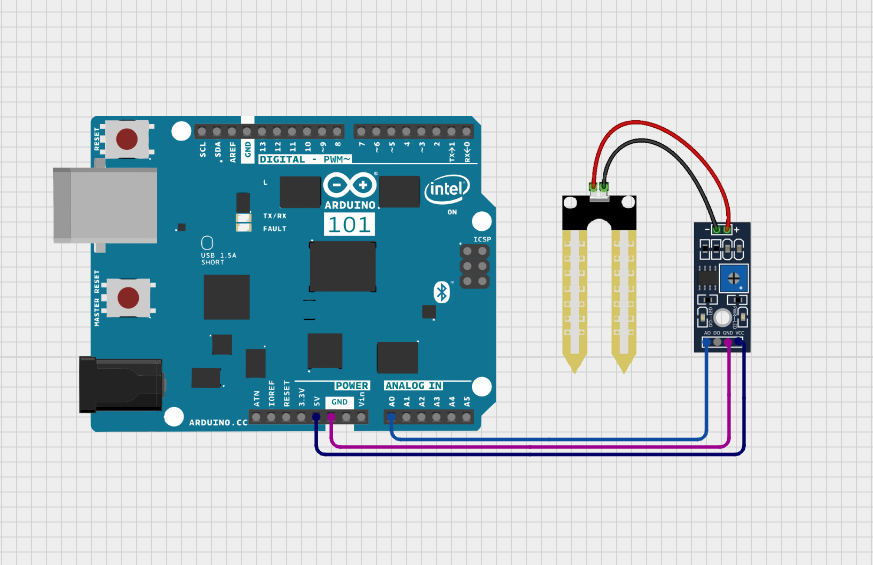 RESET
SCL
SDA
AREF
GND
13
12
11
10
~9
8
7
~6
~5
4
~3
2
TX→1
RX←0
DIGITAL - PWM~
L
TX/RX
FAULT
ARDUINO
101
intel
ON
ICSP
USB 1.5A
SHORT
MASTER RESET
ATN
IOREF
RESET
3.3V
5V
GND
Vin
POWER
ANALOG IN
A0
A1
A2
A3
A4
A5
ARDUINO.CC
- +
AO DO GND VCC